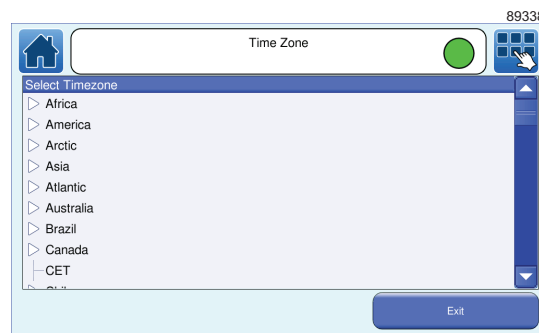 89338
Time Zone
Select Timezone
Africa
America
Arctic
Asia
Atlantic
Australia
Brazil
Canada
CET
Exit